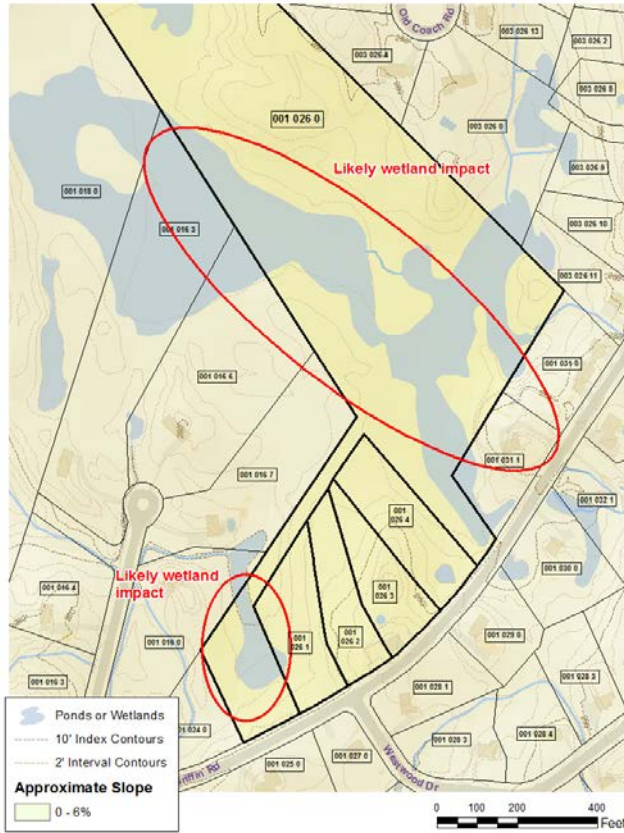 Old Coach Rd
003 026 13
003 026 2
003 026 4
003 026 8
001 026 0
003 026 0
Likely wetland impact
003 026 9
001 018 0
001 016 3
003 026 10
003 026 11
001 031 0
001 016 6
001 031 1
001 016 7
001 032 1
001
026 4
001 030 0
Likely wetland
impact
001 016 4
001
026 3
001 016 0
001
026 1
001
026 2
001 029 0
001 016 3
001 028 1
001 028 3
Ponds or Wetlands
10' Index Contours
2' Interval Contours
Approximate Slope
0 - 6%
024 0
Rd
001 025 0
001 027 0
Westwood Dr
001 028 3
001 028 4
0 100 200 400
Feet